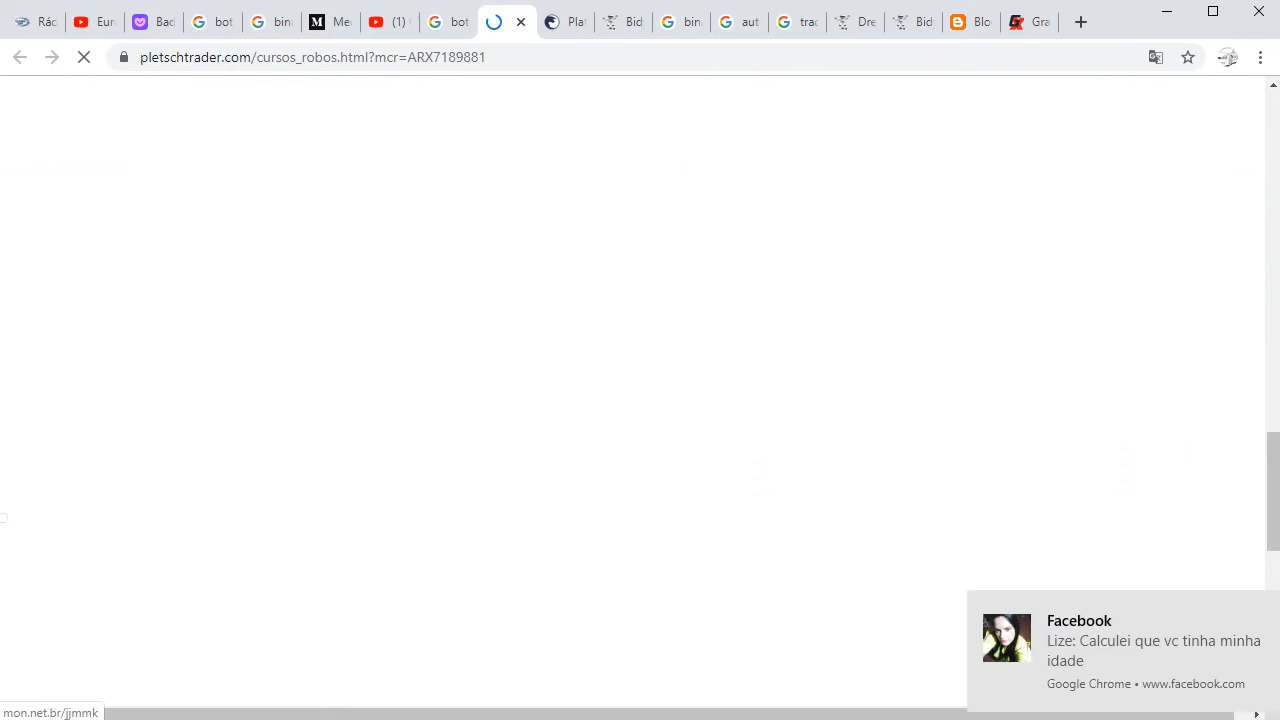 Rác
Eur
Bac
bot
bin
Me
(1)
bot
Pla
Bid
bin
aut
trac
Dre
Bid
Blo
Gra
pletschtrader.com/cursos_robos.html?mcr=ARX7189881
Facebook
Lize: Calculei que vc tinha minha
idade
Google Chrome • www.facebook.com
mon.net.br/jjmmk